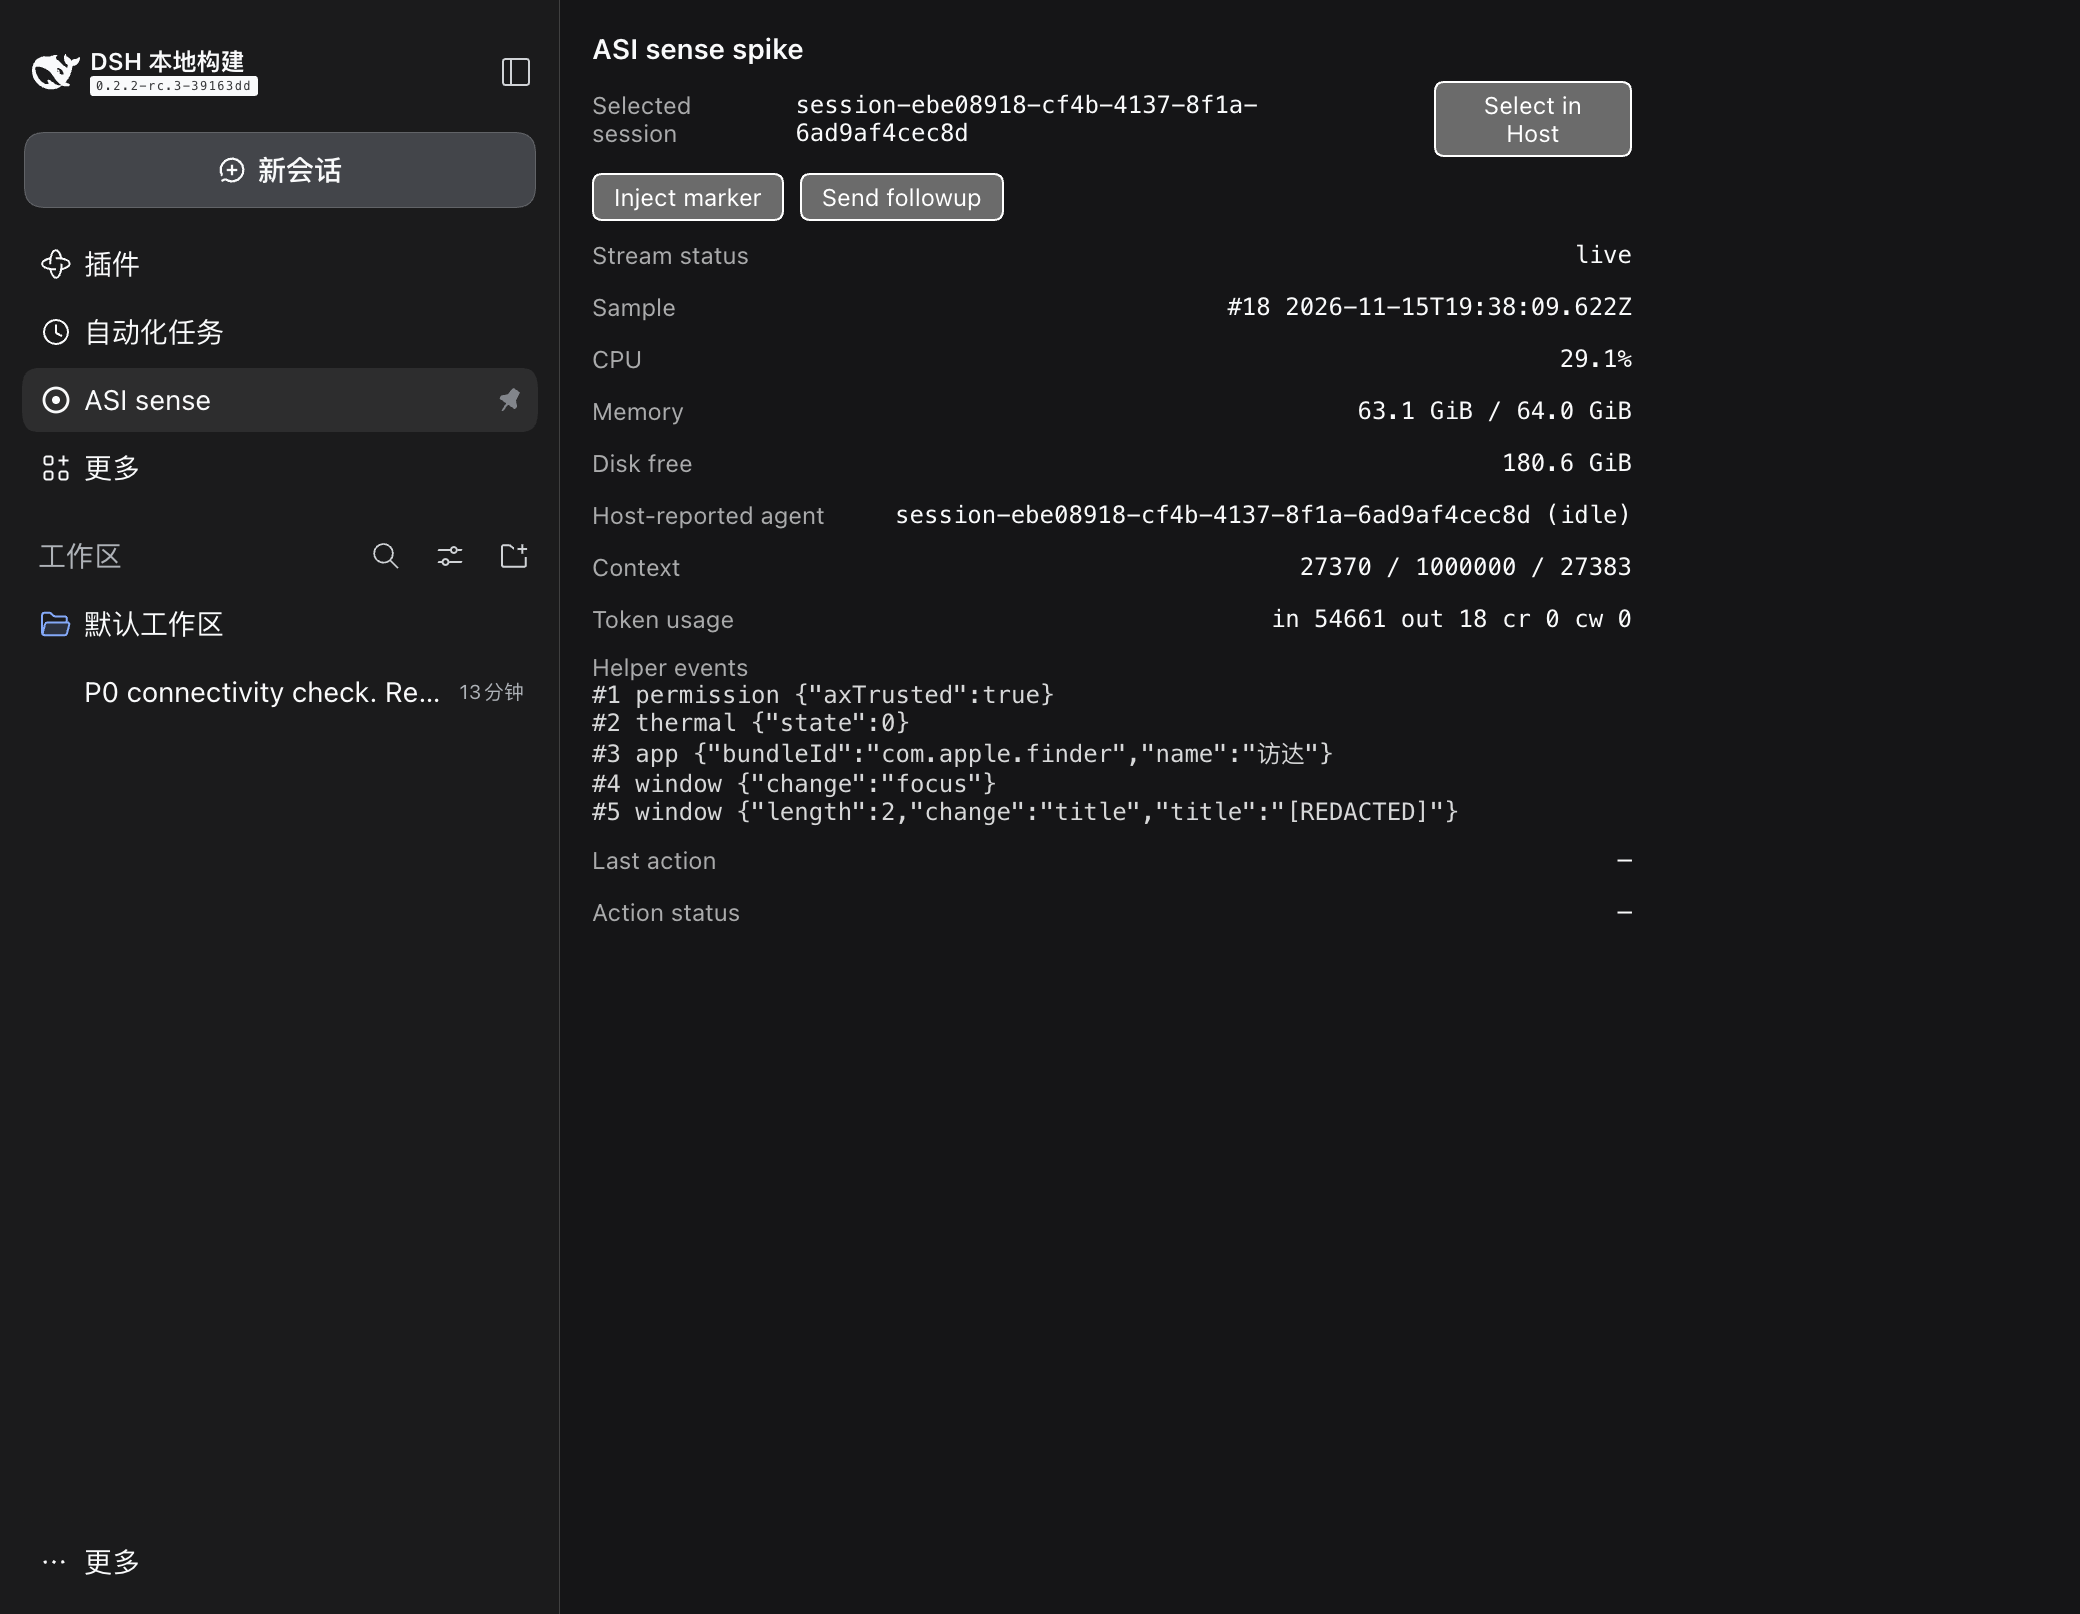 DSH 本地构建
0.2.2-rc.3-39163dd
新会话
插件
自动化任务
ASI sense
更多
工作区
默认工作区
P0 connectivity check. Re... 13分钟
更多
ASI sense spike
Selected session
session-ebe08918-cf4b-4137-8f1a-
6ad9af4cec8d
Select in
Host
Inject marker
Send followup
Stream status live
Sample #18 2026-11-15T19:38:09.622Z
CPU 29.1%
Memory 63.1 GiB / 64.0 GiB
Disk free 180.6 GiB
Host-reported agent session-ebe08918-cf4b-4137-8f1a-6ad9af4cec8d (idle)
Context 27370 / 1000000 / 27383
Token usage in 54661 out 18 cr 0 cw 0
Helper events
#1 permission {"axTrusted":true}
#2 thermal {"state":0}
#3 app {"bundleId":"com.apple.finder","name":"访达"}
#4 window {"change":"focus"}
#5 window {"length":2,"change":"title","title":"[REDACTED]"}
Last action —
Action status —